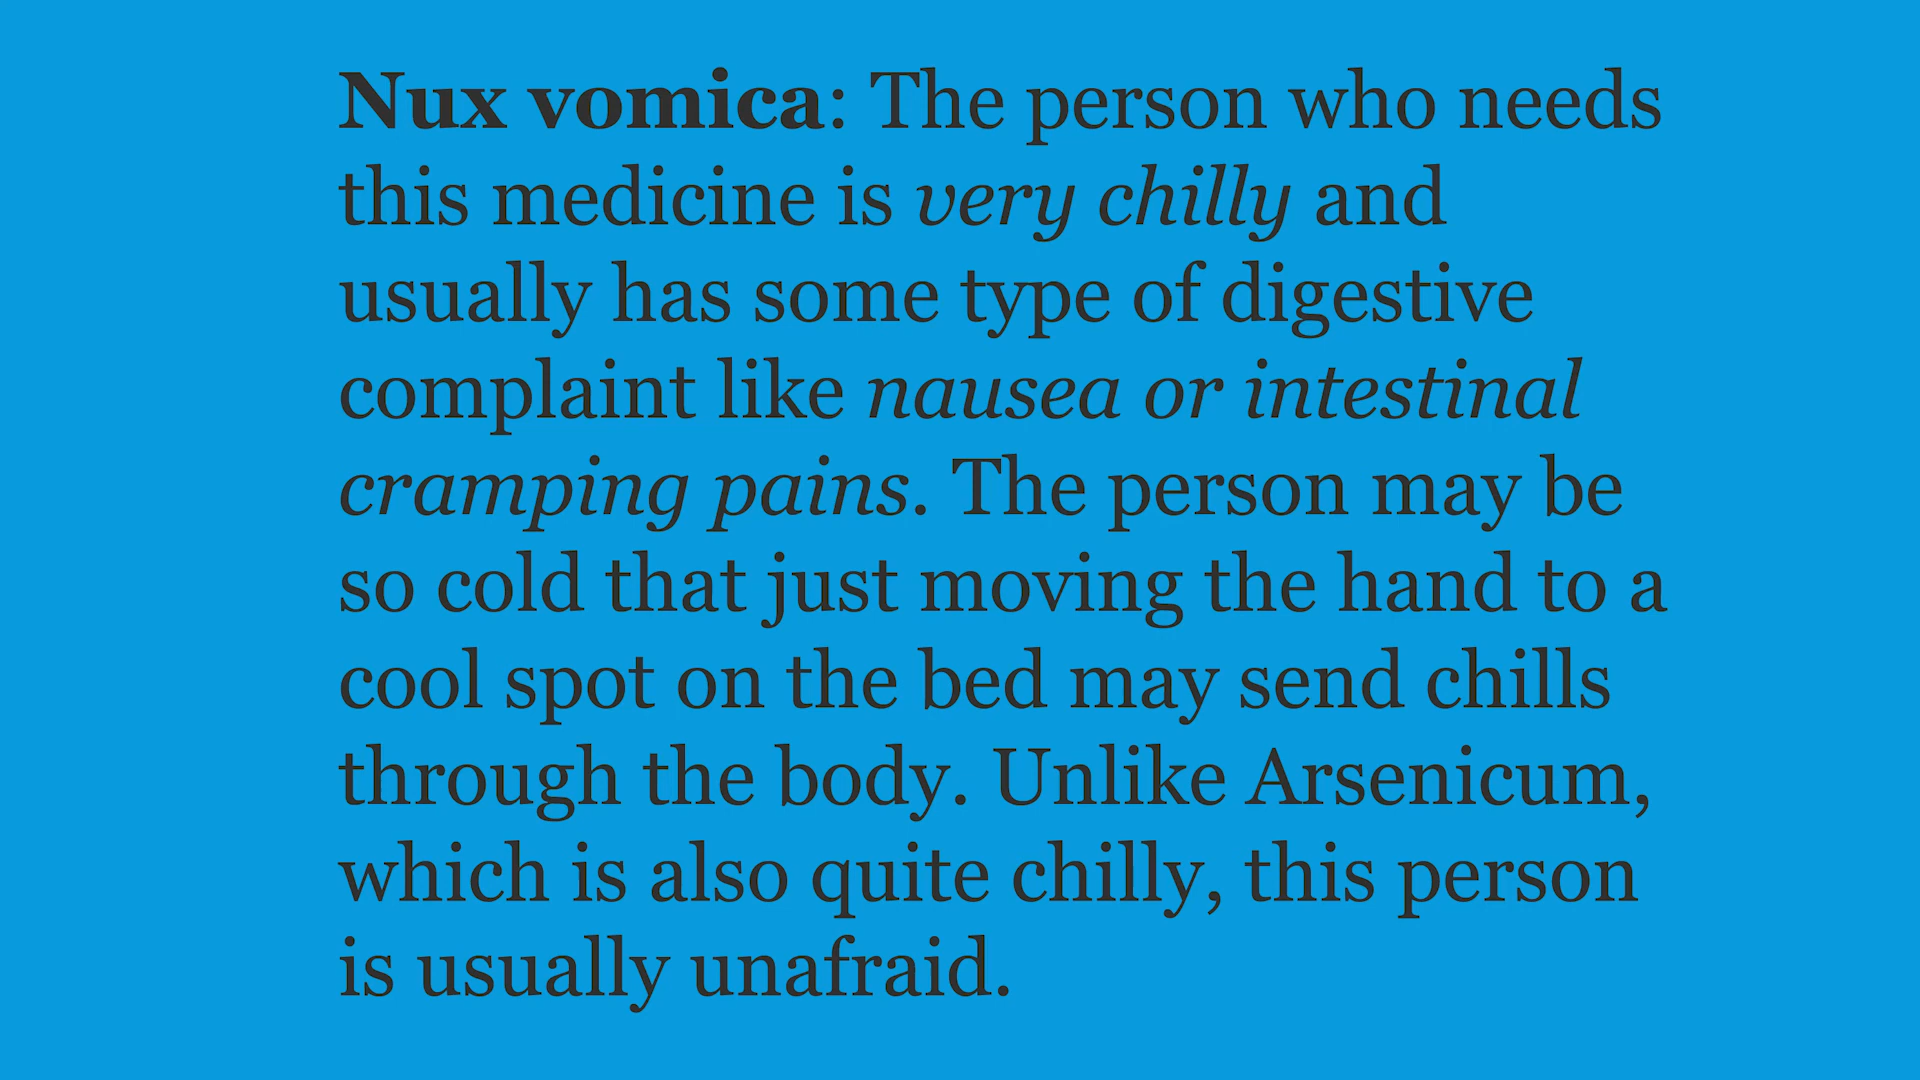 Nux vomica: The person who needs
this medicine is very chilly and
usually has some type of digestive
complaint like nausea or intestinal
cramping pains. The person may be
so cold that just moving the hand to a
cool spot on the bed may send chills
through the body. Unlike Arsenicum,
which is also quite chilly, this person
is usually unafraid.